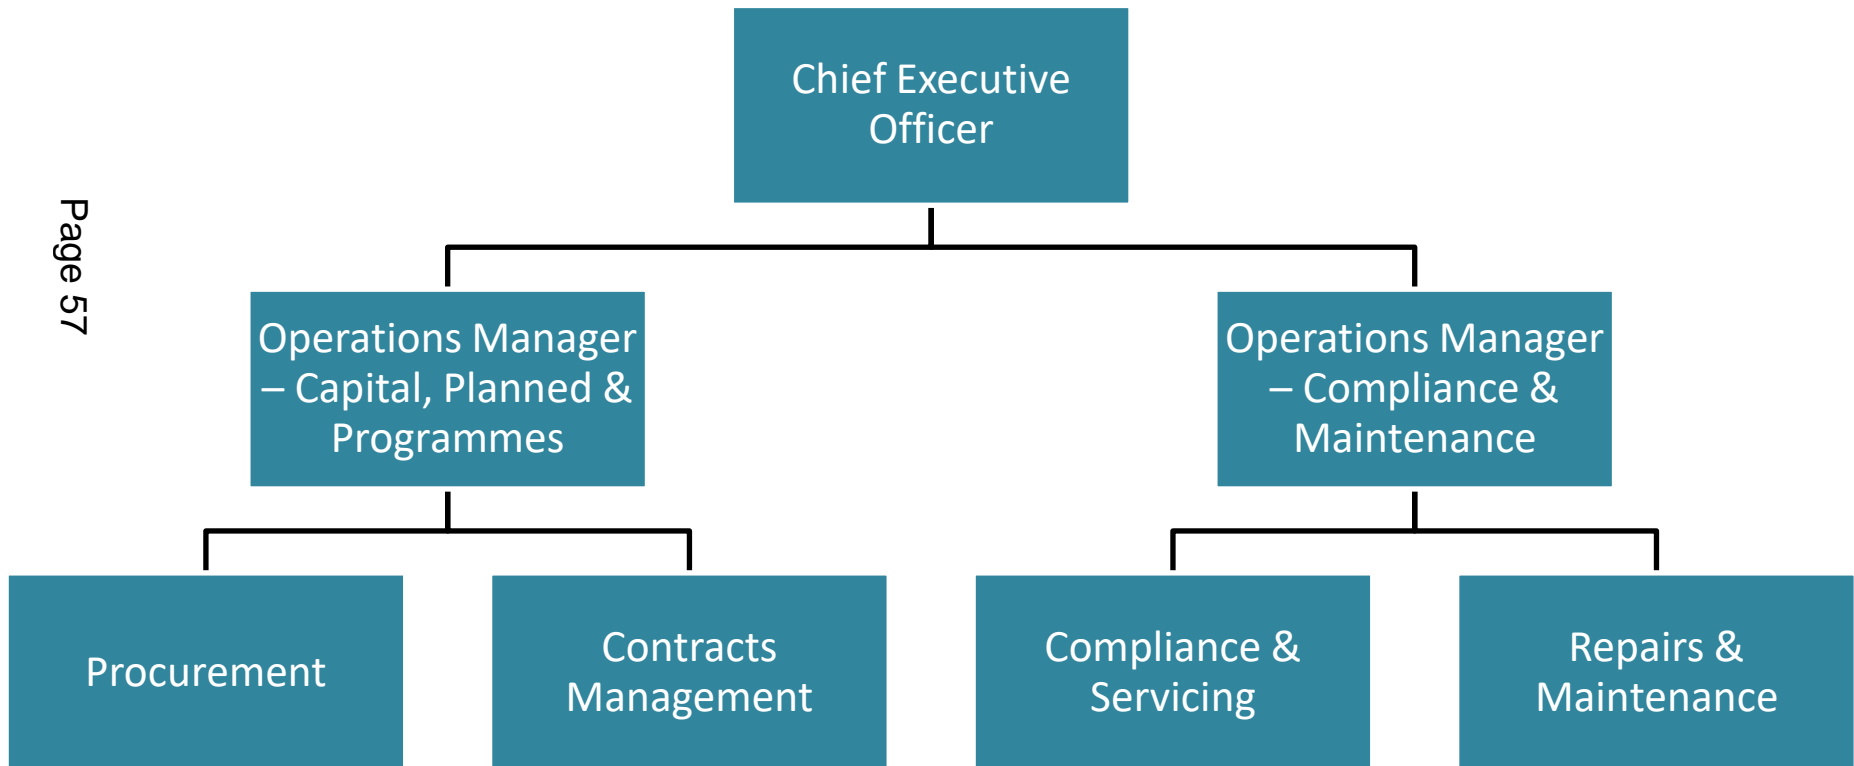 Chief Executive
Officer
Page 57
Operations Manager
– Capital, Planned &
Programmes
Operations Manager
– Compliance &
Maintenance
Procurement
Contracts
Management
Compliance &
Servicing
Repairs &
Maintenance